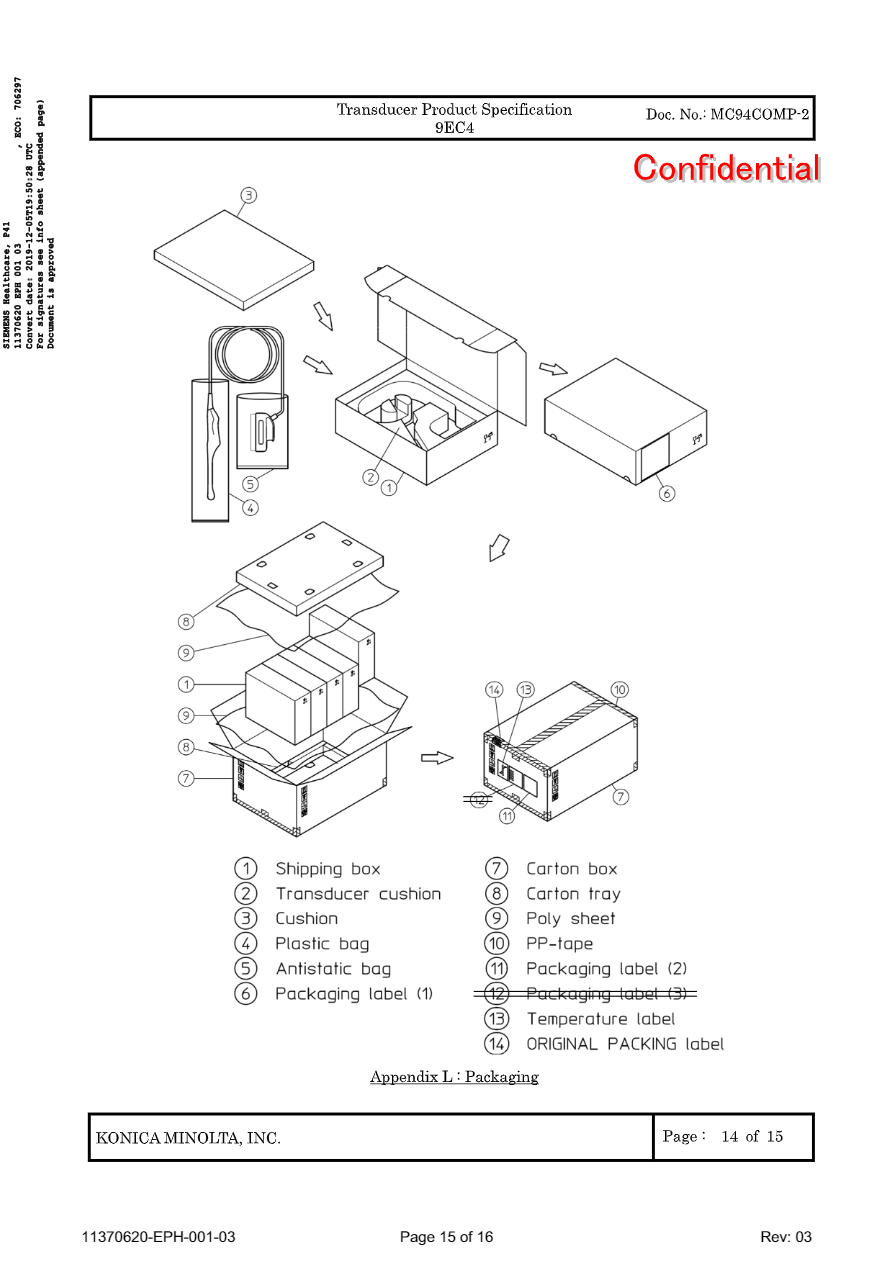 SIEMENS Healthcare, P41
11370620 EPH 001 03 , ECO: 706297
Convert date: 2019-12-05T19:50:28 UTC
For signatures see info sheet (appended page)
Document is approved
Transducer Product Specification
9EC4
Doc. No.: MC94COMP-2
Confidential
3
2
1
5
4
6
8
9
1
9
8
7
14
13
10
12
11
7
1 Shipping box
2 Transducer cushion
3 Cushion
4 Plastic bag
5 Antistatic bag
6 Packaging label (1)
7 Carton box
8 Carton tray
9 Poly sheet
10 PP-tape
11 Packaging label (2)
12 Packaging label (3)
13 Temperature label
14 ORIGINAL PACKING label
Appendix L : Packaging
KONICA MINOLTA, INC.
Page : 14 of 15
11370620-EPH-001-03
Page 15 of 16
Rev: 03